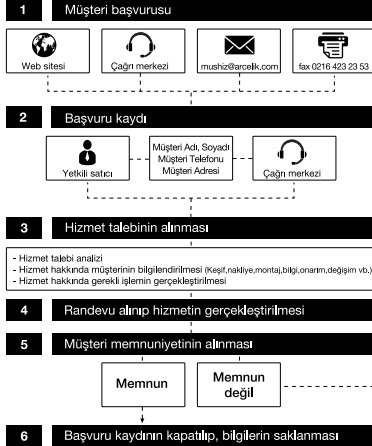 1 Müşteri başvurusu
Web sitesi
Çağrı merkezi
mushiz@arcelik.com
fax 0216 423 23 53
2 Başvuru kaydı
Yetkili satıcı
Müşteri Adı, Soyadı
Müşteri Telefonu
Müşteri Adresi
Çağrı merkezi
3 Hizmet talebinin alınması
- Hizmet talebi analizi
- Hizmet hakkında müşterinin bilgilendirilmesi (Keşif,nakliye,montaj,bilgi,onarım,değişim vb.)
- Hizmet hakkında gerekli işlemin gerçekleştirilmesi
4 Randevu alınıp hizmetin gerçekleştirilmesi
5 Müşteri memnuniyetinin alınması
Memnun
Memnun
değil
6 Başvuru kaydının kapatılıp, bilgilerin saklanması